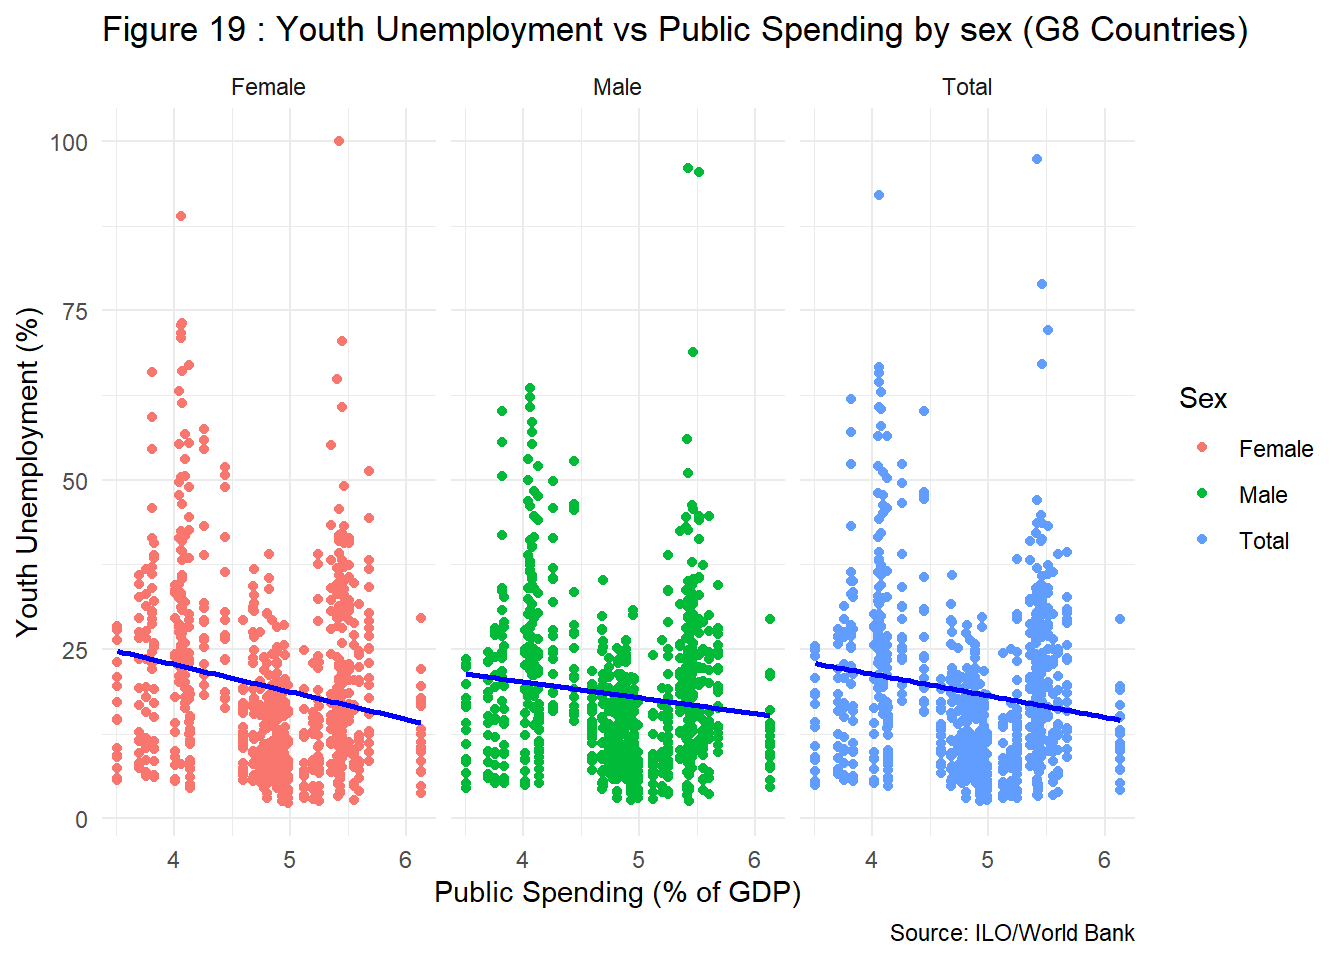 Figure 19 : Youth Unemployment vs Public Spending by sex (G8 Countries)
Female Male Total
100
75
50
25
0
Youth Unemployment (%)
4 5 6 4 5 6 4 5 6
Public Spending (% of GDP)
Sex
Female
Male
Total
Source: ILO/World Bank